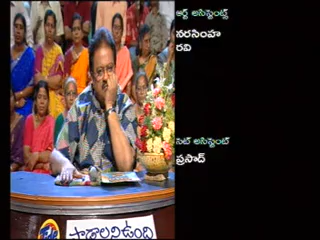 ఆర్ట్ అసిస్టెంట్స్
నరసింహ
రవి
సెట్ అసిస్టెంట్
ప్రసాద్
పాడాలనిఉంది